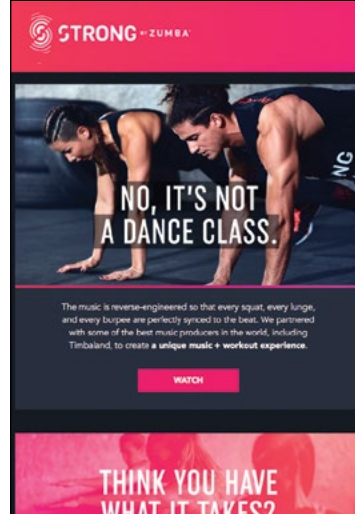 STRONG BY ZUMBA
NO, IT'S NOT
A DANCE CLASS.
The music is reverse-engineered so that every squat, every lunge,
and every burpee are perfectly synced to the beat. We partnered
with some of the best music producers in the world, including
Timbaland, to create a unique music + workout experience.
WATCH
THINK YOU HAVE
WHAT IT TAKES?